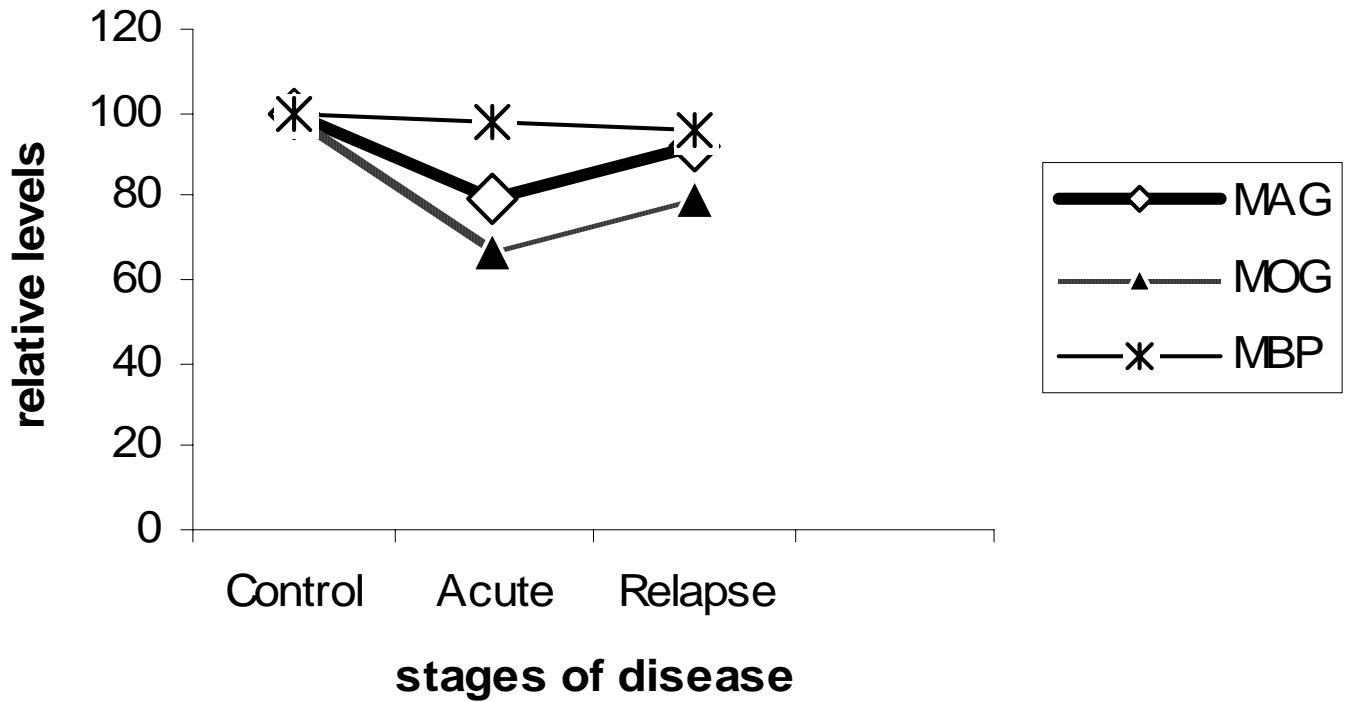 120
100
80
60
40
20
0
relative levels
Control Acute Relapse
stages of disease
MAG
MOG
MBP